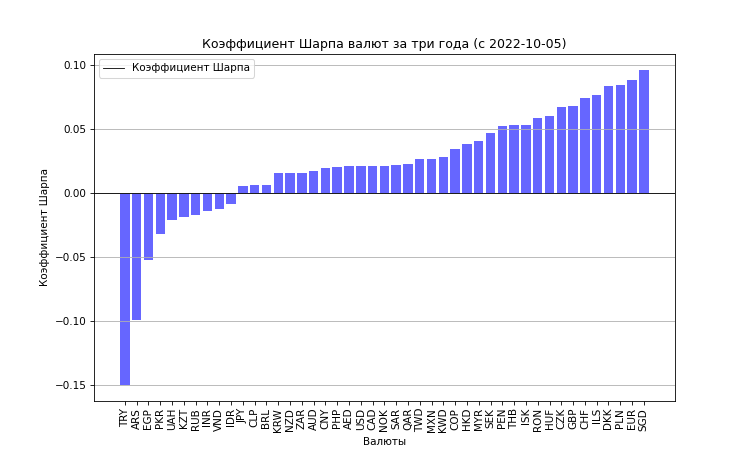 Коэффициент Шарпа валют за три года (с 2022-10-05)
Коэффициент Шарпа
0.10
0.05
0.00
−0.05
−0.10
−0.15
Коэффициент Шарпа
TRY ARS EGP PKR UAH KZT RUB INR VND IDR JPY CLP BRL KRW NZD ZAR AUD CNY PHP AED USD CAD NOK SAR QAR TWD MXN KWD COP HKD MYR SEK PEN THB ISK RON HUF CZK GBP CHF ILS DKK PLN EUR SGD
Валюты